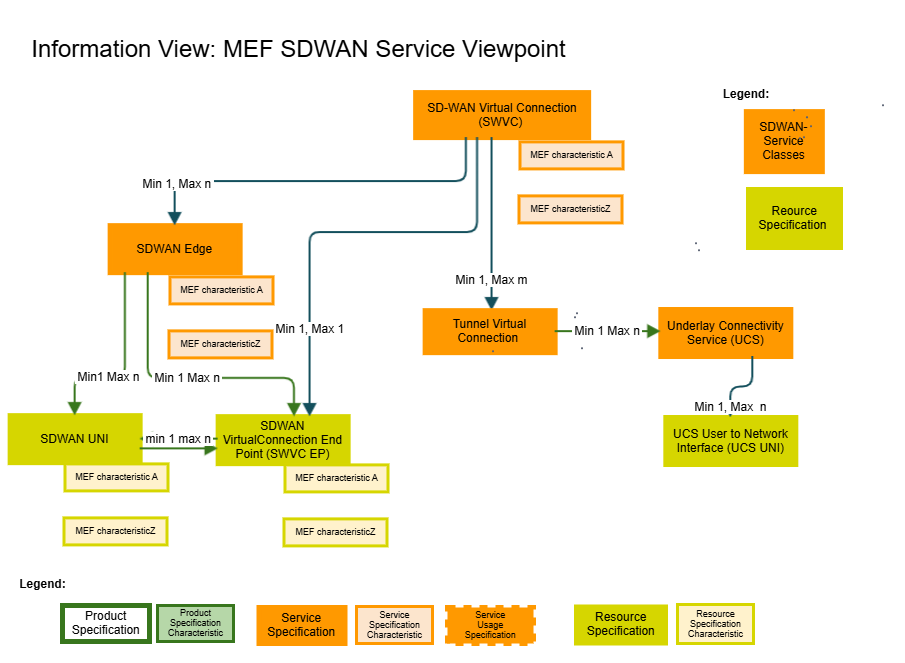 Information View: MEF SDWAN Service Viewpoint
Legend:
SD-WAN Virtual Connection
(SWVC)
SDWAN-
Service
Classes
MEF characteristic A
MEF characteristicZ
Reource
Specification
Min 1, Max n
SDWAN Edge
MEF characteristic A
MEF characteristicZ
Min 1, Max m
Min 1, Max 1
Tunnel Virtual
Connection
Min 1 Max n
Underlay Connectivity
Service (UCS)
Min1 Max n
Min 1 Max n
Min 1, Max n
SDWAN UNI
min 1 max n
SDWAN
VirtualConnection End
Point (SWVC EP)
UCS User to Network
Interface (UCS UNI)
MEF characteristic A
MEF characteristicZ
MEF characteristic A
MEF characteristicZ
Legend:
Product
Specification
Product
Specification
Characteristic
Service
Specification
Service
Specification
Characteristic
Service
Usage
Specification
Resource
Specification
Resource
Specification
Characteristic